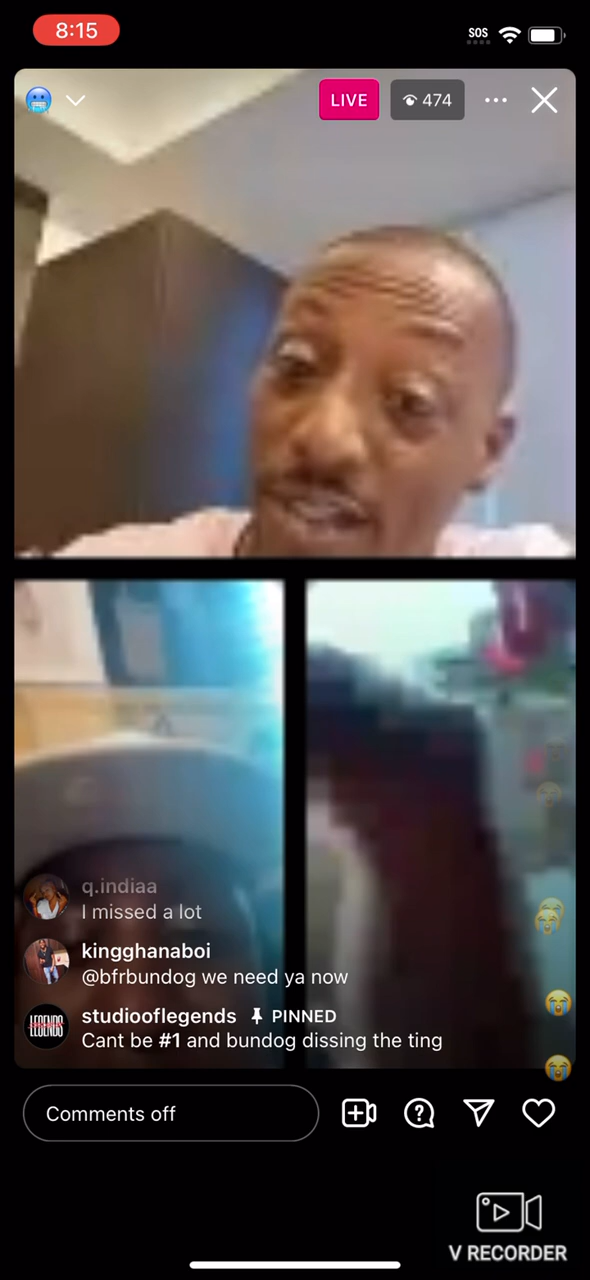 8:15
SOS
LIVE
474
q.indiaa
I missed a lot
kingghanaboi
@bfrbundog we need ya now
LEGENDS
studiooflegends PINNED
Cant be #1 and bundog dissing the ting
Comments off
V RECORDER